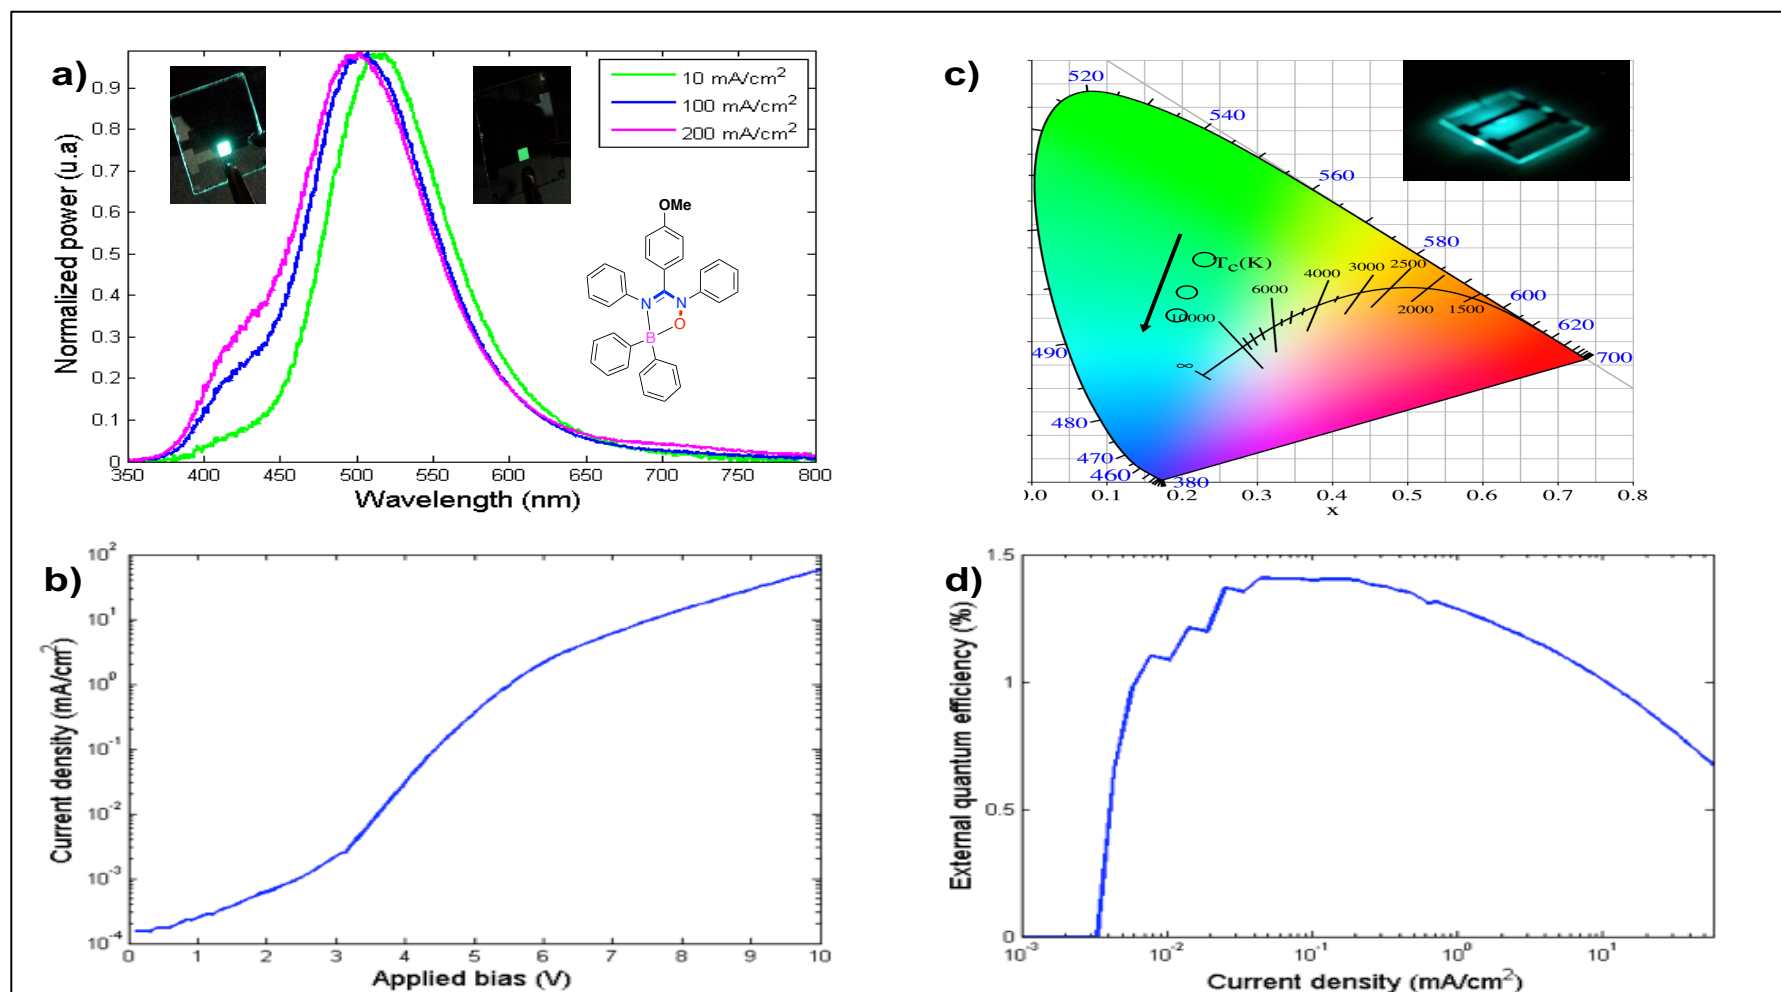 a)
10 mA/cm²
100 mA/cm²
200 mA/cm²
Normalized power (u.a)
0.9
0.8
0.7
0.6
0.5
0.4
0.3
0.2
0.1
0
350 400 450 500 550 600 650 700 750 800
Wavelength (nm)
OMe
N N
B O
c)
520
540
560
580
600
620
700
490
480
470
460
380
Tc(K)
∞
10000
6000
4000
3000
2500
2000
1500
0.0 0.1 0.2 0.3 0.4 0.5 0.6 0.7 0.8
x
b)
Current density (mA/cm²)
10²
10¹
10⁰
10⁻¹
10⁻²
10⁻³
10⁻⁴
0 1 2 3 4 5 6 7 8 9 10
Applied bias (V)
d)
External quantum efficiency (%)
1.5
1
0.5
0
10⁻³ 10⁻² 10⁻¹ 10⁰ 10¹
Current density (mA/cm²)